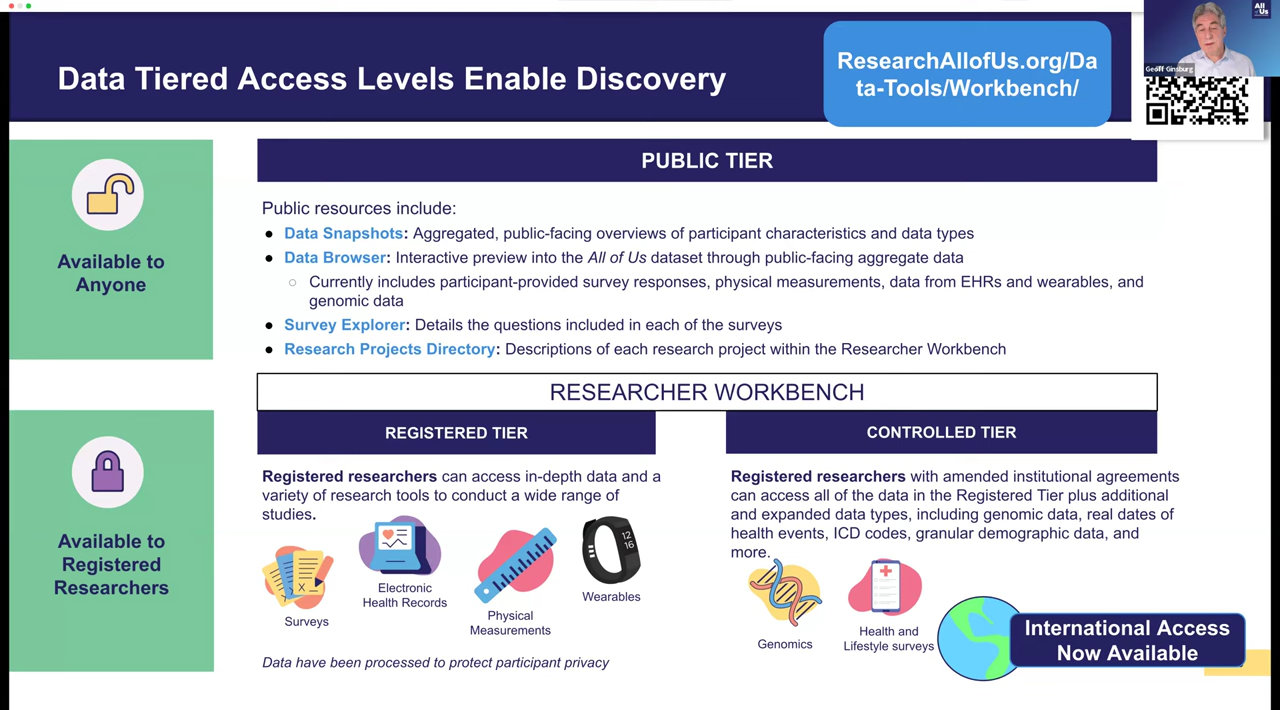 All of Us
Geoff Ginsburg
Data Tiered Access Levels Enable Discovery
ResearchAllofUs.org/Da
ta-Tools/Workbench/
PUBLIC TIER
Available to
Anyone
Public resources include:
● Data Snapshots: Aggregated, public-facing overviews of participant characteristics and data types
● Data Browser: Interactive preview into the All of Us dataset through public-facing aggregate data
○ Currently includes participant-provided survey responses, physical measurements, data from EHRs and wearables, and
genomic data
● Survey Explorer: Details the questions included in each of the surveys
● Research Projects Directory: Descriptions of each research project within the Researcher Workbench
RESEARCHER WORKBENCH
Available to
Registered
Researchers
REGISTERED TIER
Registered researchers can access in-depth data and a
variety of research tools to conduct a wide range of
studies.
Surveys
Electronic
Health Records
Physical
Measurements
12
16
Wearables
Data have been processed to protect participant privacy
CONTROLLED TIER
Registered researchers with amended institutional agreements
can access all of the data in the Registered Tier plus additional
and expanded data types, including genomic data, real dates of
health events, ICD codes, granular demographic data, and
more.
Genomics
Health and
Lifestyle surveys
International Access
Now Available